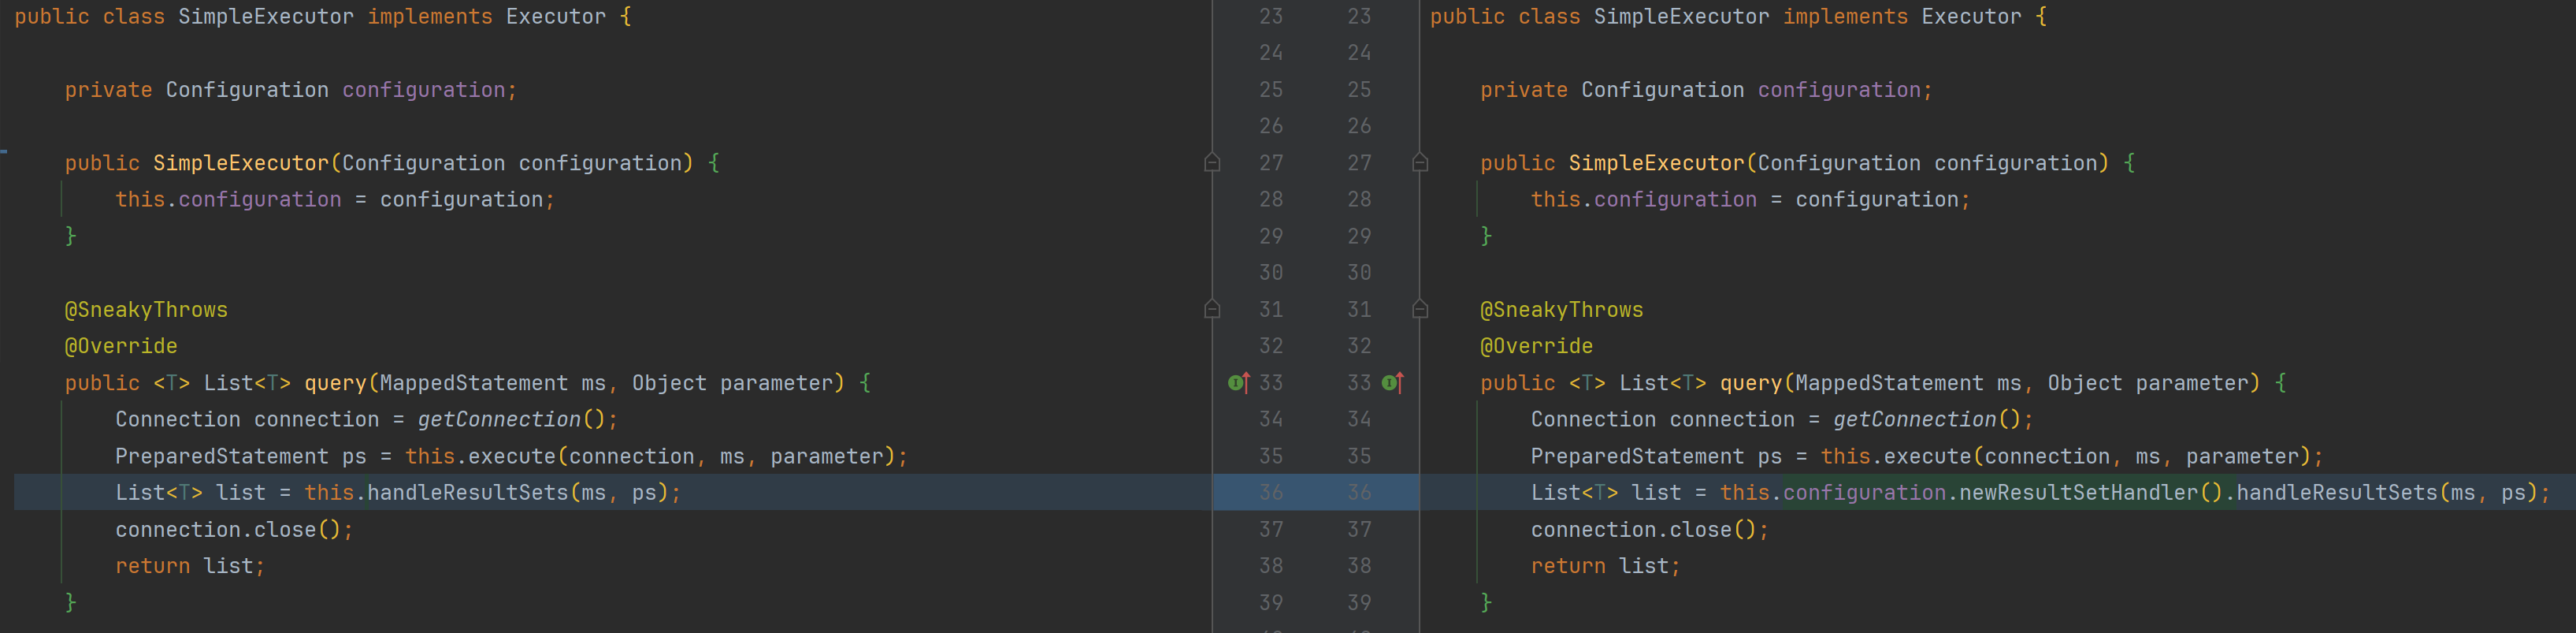 public class SimpleExecutor implements Executor {
23
24
private Configuration configuration;
25
26
public SimpleExecutor(Configuration configuration) {
27
this.configuration = configuration;
28
}
29
30
@SneakyThrows
31
@Override
32
public <T> List<T> query(MappedStatement ms, Object parameter) {
33
Connection connection = getConnection();
34
PreparedStatement ps = this.execute(connection, ms, parameter);
35
List<T> list = this.handleResultSets(ms, ps);
36
connection.close();
37
return list;
38
}
39
23 public class SimpleExecutor implements Executor {
24
25 private Configuration configuration;
26
27 public SimpleExecutor(Configuration configuration) {
28 this.configuration = configuration;
29 }
30
31 @SneakyThrows
32 @Override
33 public <T> List<T> query(MappedStatement ms, Object parameter) {
34 Connection connection = getConnection();
35 PreparedStatement ps = this.execute(connection, ms, parameter);
36 List<T> list = this.configuration.newResultSetHandler().handleResultSets(ms, ps);
37 connection.close();
38 return list;
39 }